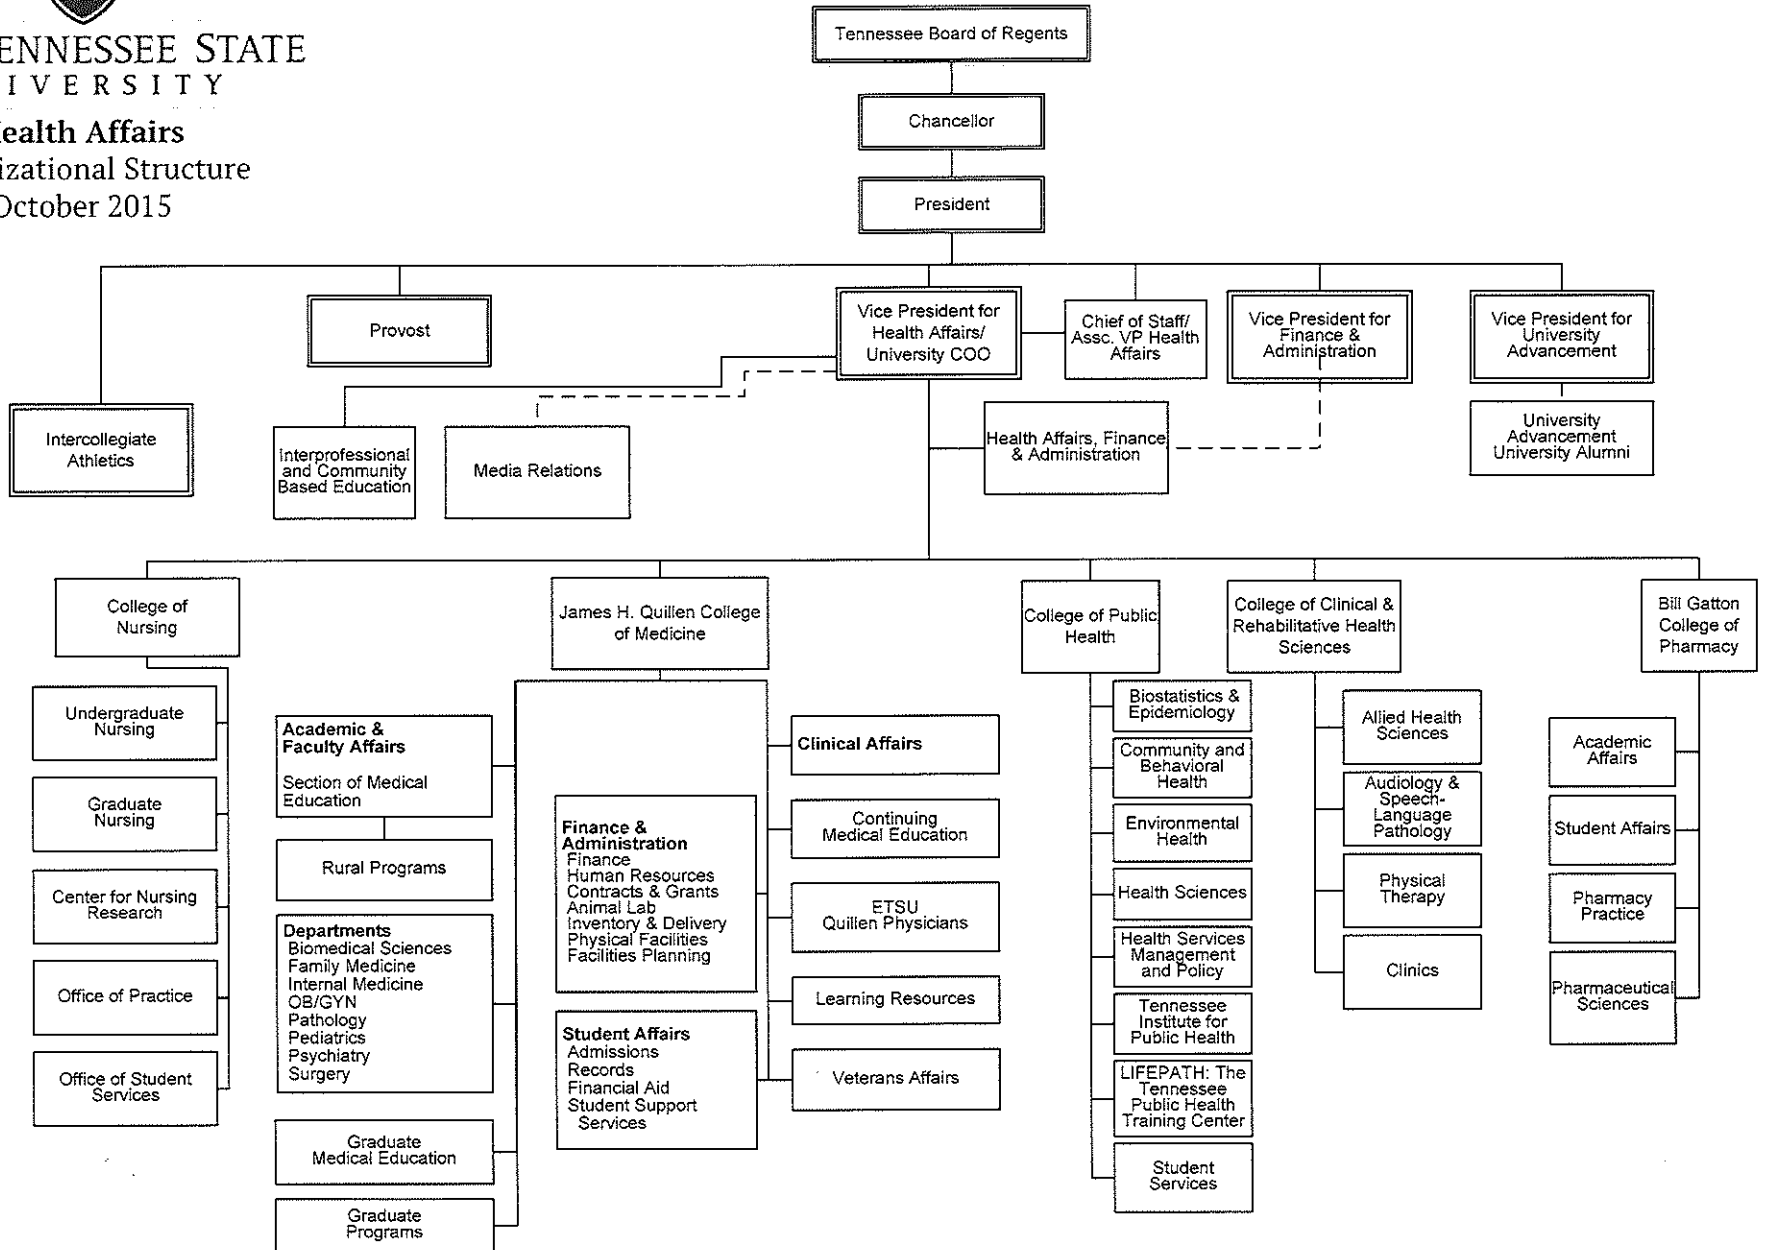 ENNESSEE STATE
IVERSITY
ealth Affairs
izational Structure
October 2015
Tennessee Board of Regents
Chancellor
President
Provost
Vice President for
Health Affairs/
University COO
Chief of Staff/
Assc. VP Health
Affairs
Vice President for
Finance &
Administration
Vice President for
University
Advancement
Intercollegiate
Athletics
Interprofessional
and Community
Based Education
Media Relations
Health Affairs, Finance
& Administration
University
Advancement
University Alumni
College of
Nursing
James H. Quillen College
of Medicine
College of Public
Health
College of Clinical &
Rehabilitative Health
Sciences
Bill Gatton
College of
Pharmacy
Undergraduate
Nursing
Graduate
Nursing
Center for Nursing
Research
Office of Practice
Office of Student
Services
Academic &
Faculty Affairs
Section of Medical
Education
Rural Programs
Departments
Biomedical Sciences
Family Medicine
Internal Medicine
OB/GYN
Pathology
Pediatrics
Psychiatry
Surgery
Graduate
Medical Education
Graduate
Programs
Finance &
Administration
Finance
Human Resources
Contracts & Grants
Animal Lab
Inventory & Delivery
Physical Facilities
Facilities Planning
Student Affairs
Admissions
Records
Financial Aid
Student Support
Services
Clinical Affairs
Continuing
Medical Education
ETSU
Quillen Physicians
Learning Resources
Veterans Affairs
Biostatistics &
Epidemiology
Community and
Behavioral
Health
Environmental
Health
Health Sciences
Health Services
Management
and Policy
Tennessee
Institute for
Public Health
LIFEPATH: The
Tennessee
Public Health
Training Center
Student
Services
Allied Health
Sciences
Audiology &
Speech-
Language
Pathology
Physical
Therapy
Clinics
Academic
Affairs
Student Affairs
Pharmacy
Practice
Pharmaceutical
Sciences